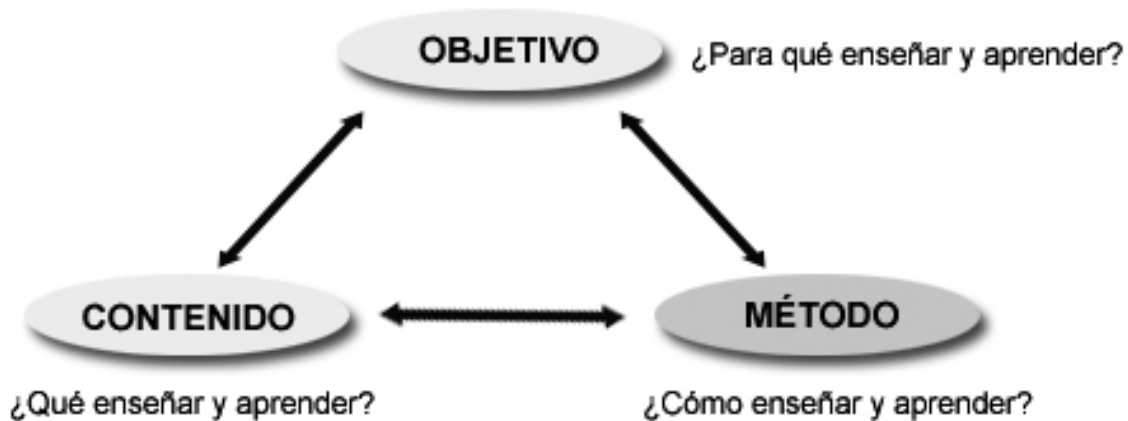 OBJETIVO
¿Para qué enseñar y aprender?
CONTENIDO
MÉTODO
¿Qué enseñar y aprender?
¿Cómo enseñar y aprender?